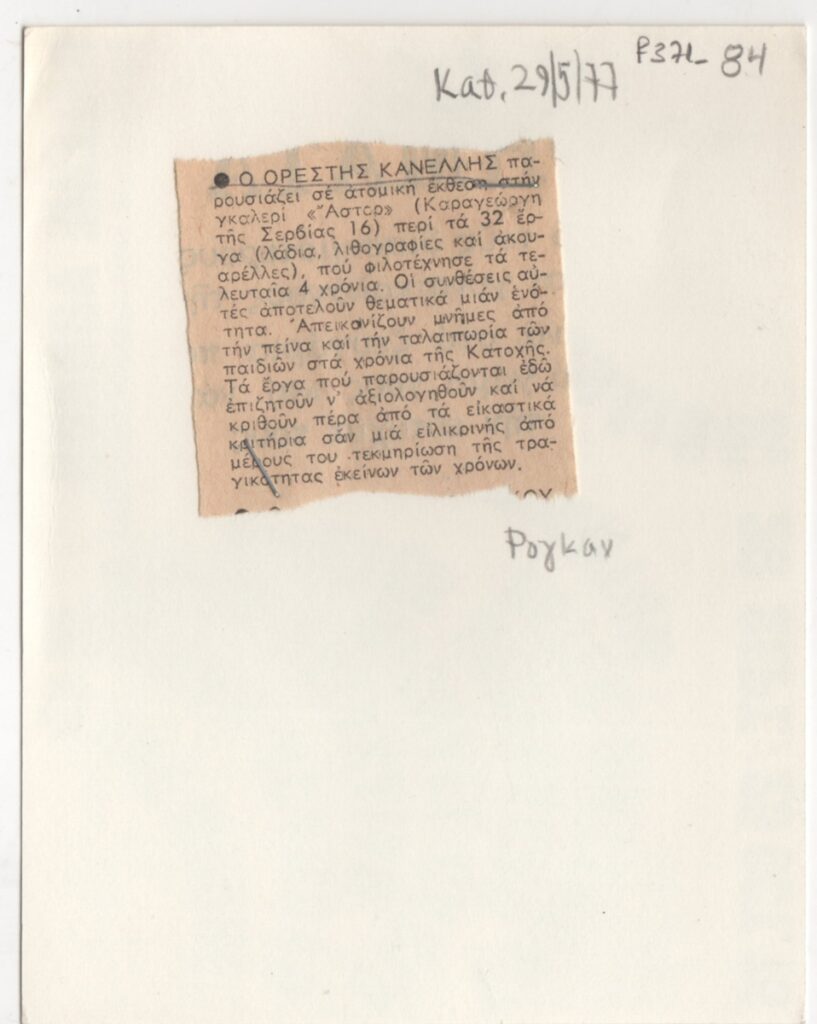 Καθ. 29/5/77 P371-84
● Ο ΟΡΕΣΤΗΣ ΚΑΝΕΛΛΗΣ πα-
ρουσιάζει σέ ἀτομική ἔκθεση στήν
γκαλερί «Ἄστορ» (Καραγεώργη
τῆς Σερβίας 16) περί τά 32 ἔρ-
γα (λάδια, λιθογραφίες καί ἀκου-
αρέλλες), πού φιλοτέχνησε τά τε-
λευταῖα 4 χρόνια. Οἱ συνθέσεις αὐ-
τές ἀποτελοῦν θεματικά μιάν ἑνό-
τητα. Ἀπεικονίζουν μνῆμες ἀπό
τήν πείνα καί τήν ταλαιπωρία τῶν
παιδιῶν στά χρόνια τῆς Κατοχῆς.
Τά ἔργα πού παρουσιάζονται ἐδῶ
ἐπιζητοῦν ν' ἀξιολογηθοῦν καί νά
κριθοῦν πέρα ἀπό τά εἰκαστικά
κριτήρια σάν μιά εἰλικρινής ἀπό
μέρους του τεκμηρίωση τῆς τρα-
γικότητας ἐκείνων τῶν χρόνων.
Ρογκαν